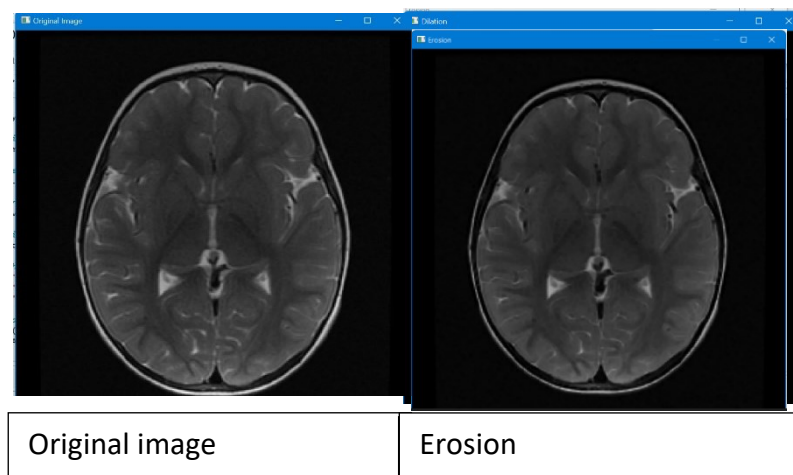 Original Image
Dilation
Erosion
Original image
Erosion